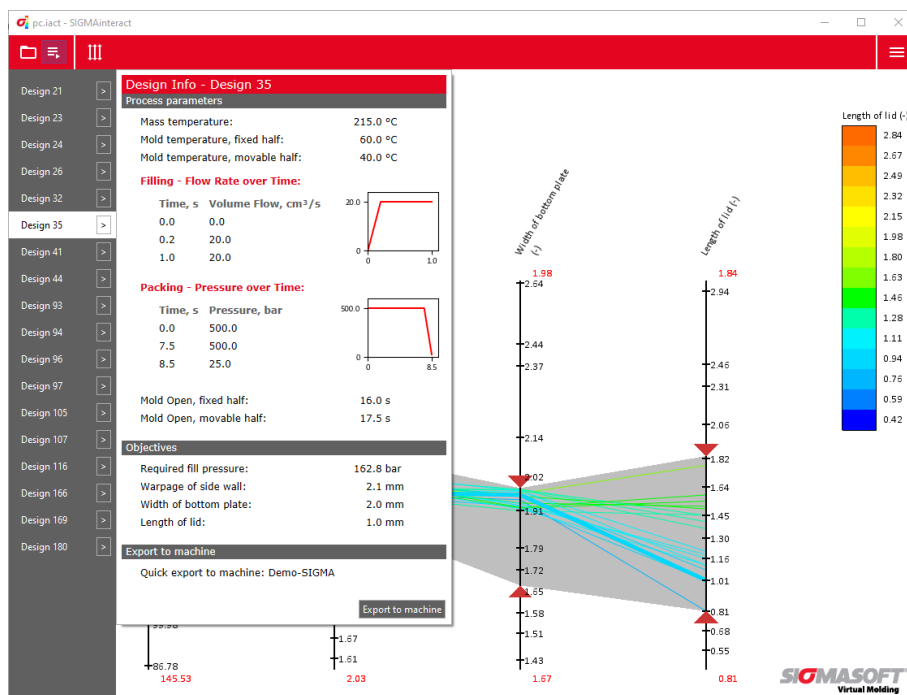 pc.iact - SIGMAinteract
Design 21 >
Design 23 >
Design 24 >
Design 26 >
Design 32 >
Design 35 >
Design 41 >
Design 44 >
Design 93 >
Design 94 >
Design 96 >
Design 97 >
Design 105 >
Design 107 >
Design 116 >
Design 166 >
Design 169 >
Design 180 >
Design Info - Design 35
Process parameters
Mass temperature: 215.0 °C
Mold temperature, fixed half: 60.0 °C
Mold temperature, movable half: 40.0 °C
Filling - Flow Rate over Time:
Time, s Volume Flow, cm³/s
0.0 0.0
0.2 20.0
1.0 20.0
20.0
0
0 1.0
Packing - Pressure over Time:
Time, s Pressure, bar
0.0 500.0
7.5 500.0
8.5 25.0
500.0
0
0 8.5
Mold Open, fixed half: 16.0 s
Mold Open, movable half: 17.5 s
Objectives
Required fill pressure: 162.8 bar
Warpage of side wall: 2.1 mm
Width of bottom plate: 2.0 mm
Length of lid: 1.0 mm
Export to machine
Quick export to machine: Demo-SIGMA
Export to machine
86.78
145.53
1.67
1.61
2.03
Width of bottom plate
(-)
1.98
2.64
2.44
2.37
2.14
2.02
1.91
1.79
1.72
1.65
1.58
1.51
1.43
1.67
Length of lid (-)
1.84
2.94
2.46
2.31
2.06
1.82
1.64
1.45
1.30
1.16
1.01
0.81
0.68
0.55
0.81
Length of lid (-)
2.84
2.67
2.49
2.32
2.15
1.98
1.80
1.63
1.46
1.28
1.11
0.94
0.76
0.59
0.42
SIGMASOFT
Virtual Molding